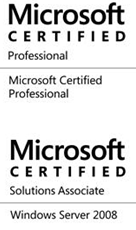 Microsoft
CERTIFIED
Professional
Microsoft Certified
Professional
Microsoft
CERTIFIED
Solutions Associate
Windows Server 2008